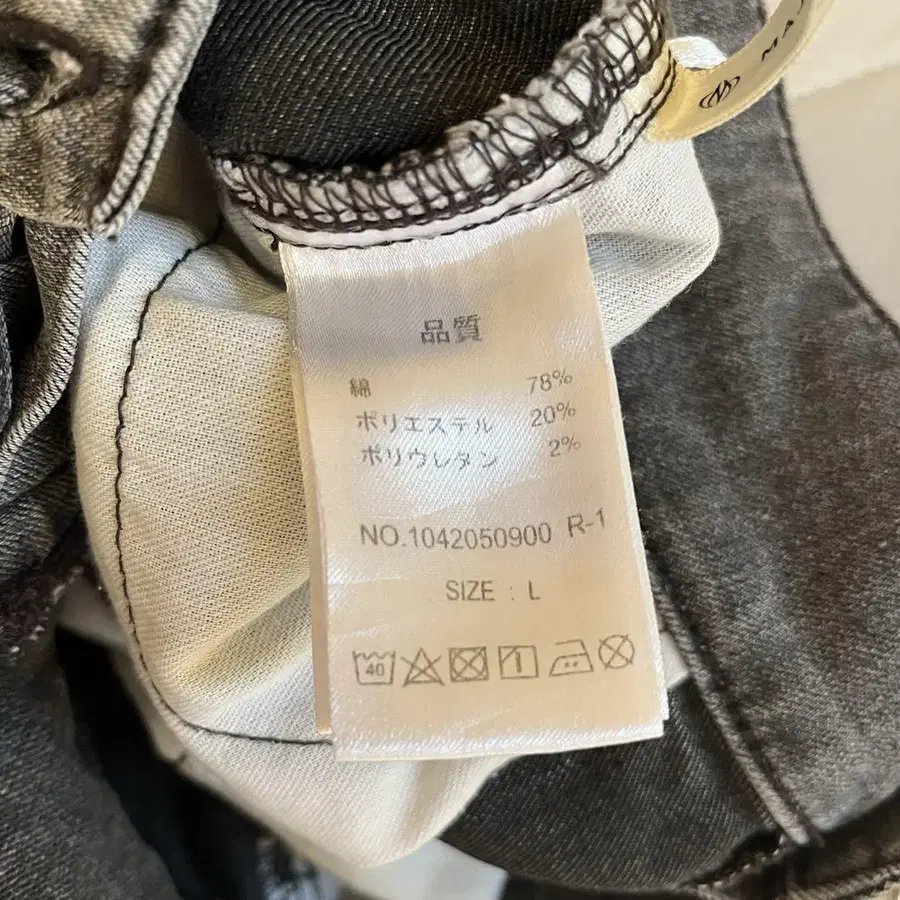 MA
品質
綿 78%
ポリエステル 20%
ポリウレタン 2%
NO.1042050900 R-1
SIZE : L
40